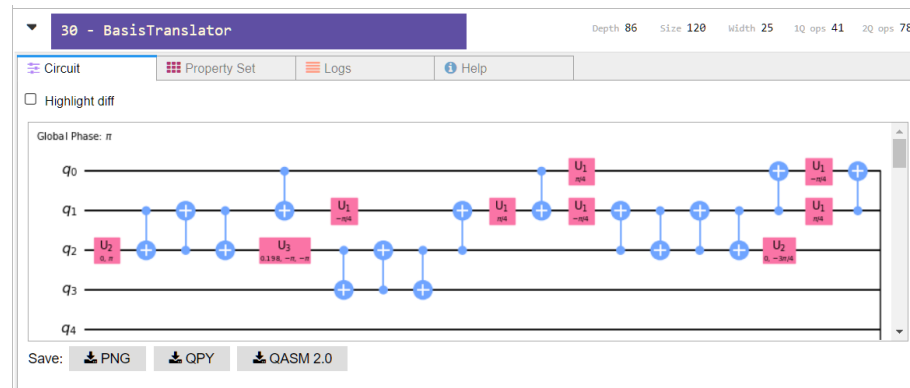 30 - BasisTranslator Depth 86 Size 120 Width 25 1Q ops 41 2Q ops 78
Circuit Property Set Logs Help
Highlight diff
Global Phase: π
q0 U1 π/4 U1 -π/4
q1 U1 -π/4 U1 π/4 U1 -π/4 U1 π/4
q2 U2 0, π U3 0.198, -π, -π U2 0, -3π/4
q3
q4
Save: PNG QPY QASM 2.0